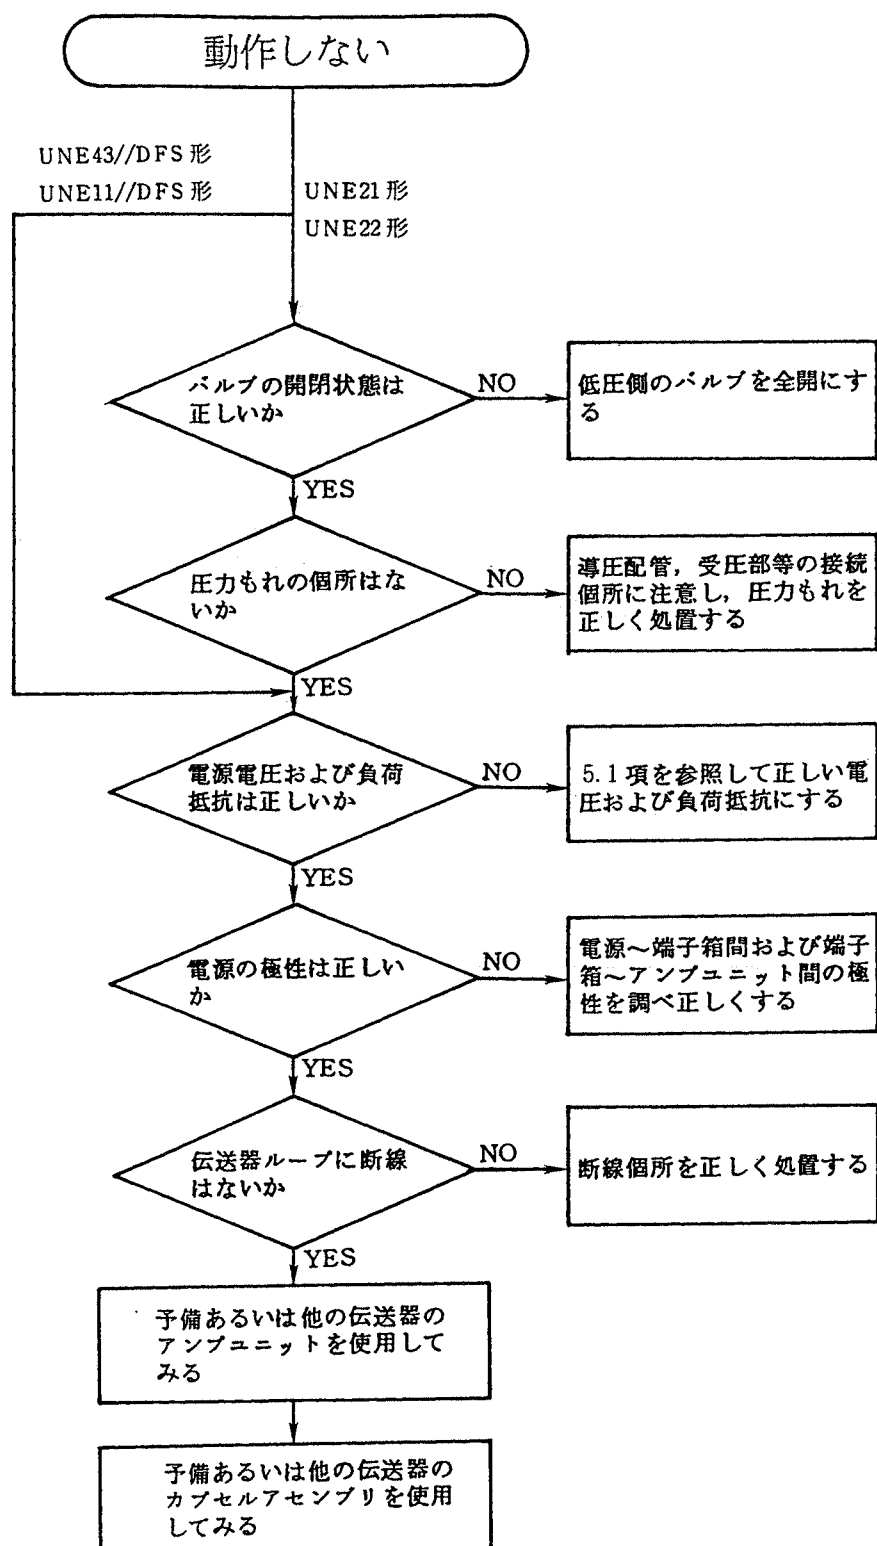 動作しない
UNE43//DFS形
UNE11//DFS形
UNE21形
UNE22形
バルブの開閉状態は
正しいか
NO
低圧側のバルブを全開にす
る
YES
圧力もれの個所はな
いか
NO
導圧配管，受圧部等の接続
個所に注意し，圧力もれを
正しく処置する
YES
電源電圧および負荷
抵抗は正しいか
NO
5.1項を参照して正しい電
圧および負荷抵抗にする
YES
電源の極性は正しい
か
NO
電源～端子箱間および端子
箱～アンプユニット間の極
性を調べ正しくする
YES
伝送器ループに断線
はないか
NO
断線個所を正しく処置する
YES
予備あるいは他の伝送器の
アンプユニットを使用して
みる
予備あるいは他の伝送器の
カプセルアセンブリを使用
してみる